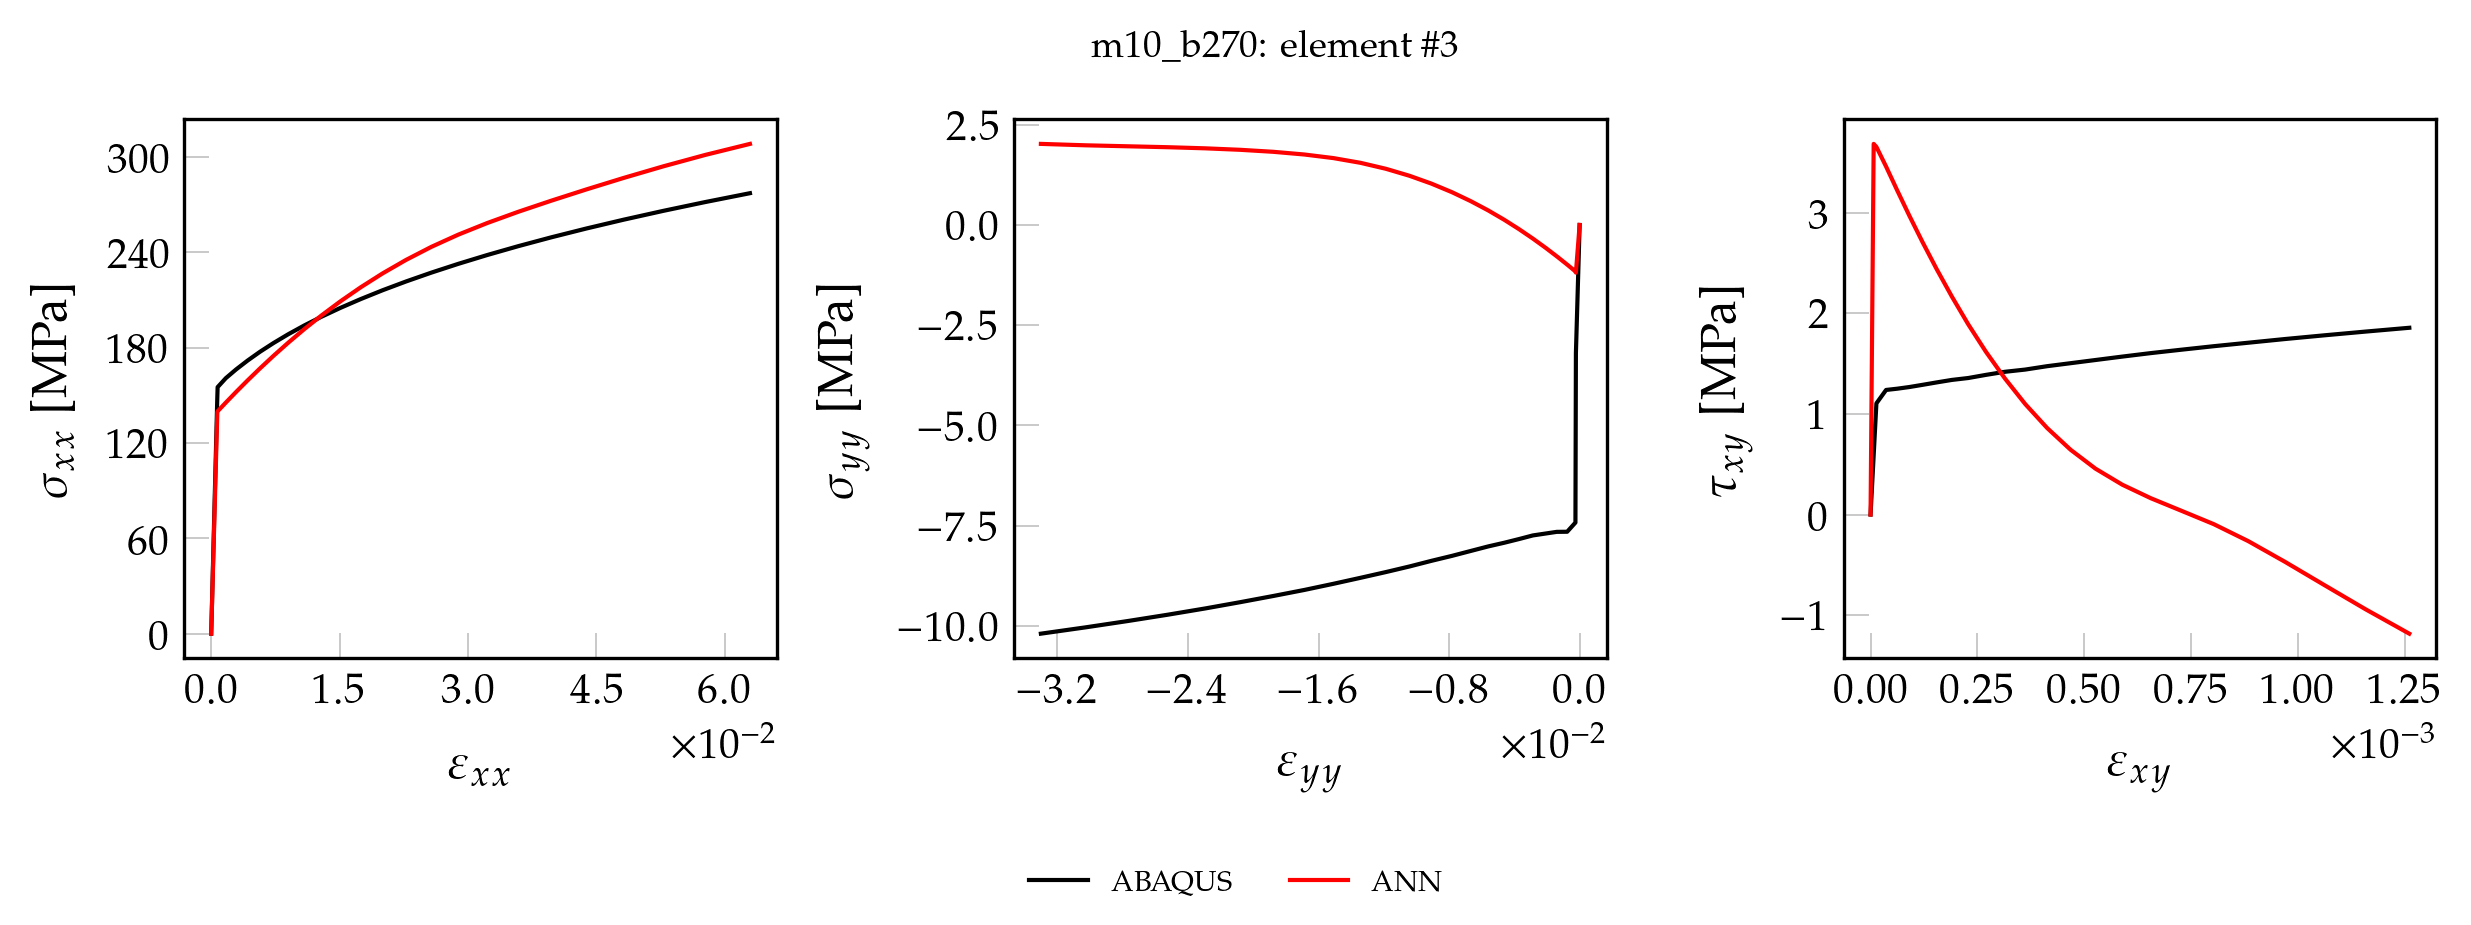 m10_b270: element #3
σxx [MPa]
300
240
180
120
60
0
0.0 1.5 3.0 4.5 6.0
×10−2
εxx
σyy [MPa]
2.5
0.0
−2.5
−5.0
−7.5
−10.0
−3.2 −2.4 −1.6 −0.8 0.0
×10−2
εyy
τxy [MPa]
3
2
1
0
−1
0.00 0.25 0.50 0.75 1.00 1.25
×10−3
εxy
ABAQUS ANN